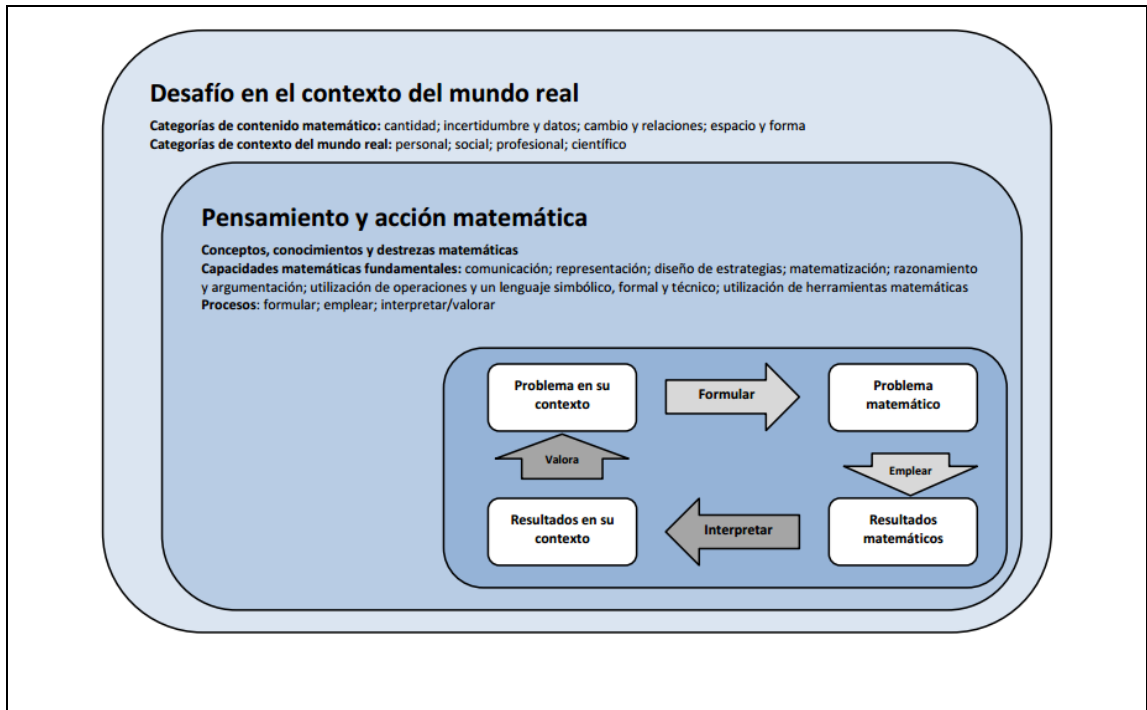 Desafío en el contexto del mundo real
Categorías de contenido matemático: cantidad; incertidumbre y datos; cambio y relaciones; espacio y forma
Categorías de contexto del mundo real: personal; social; profesional; científico
Pensamiento y acción matemática
Conceptos, conocimientos y destrezas matemáticas
Capacidades matemáticas fundamentales: comunicación; representación; diseño de estrategias; matematización; razonamiento
y argumentación; utilización de operaciones y un lenguaje simbólico, formal y técnico; utilización de herramientas matemáticas
Procesos: formular; emplear; interpretar/valorar
Problema en su
contexto
Formular
Problema
matemático
Valora
Emplear
Resultados en su
contexto
Interpretar
Resultados
matemáticos